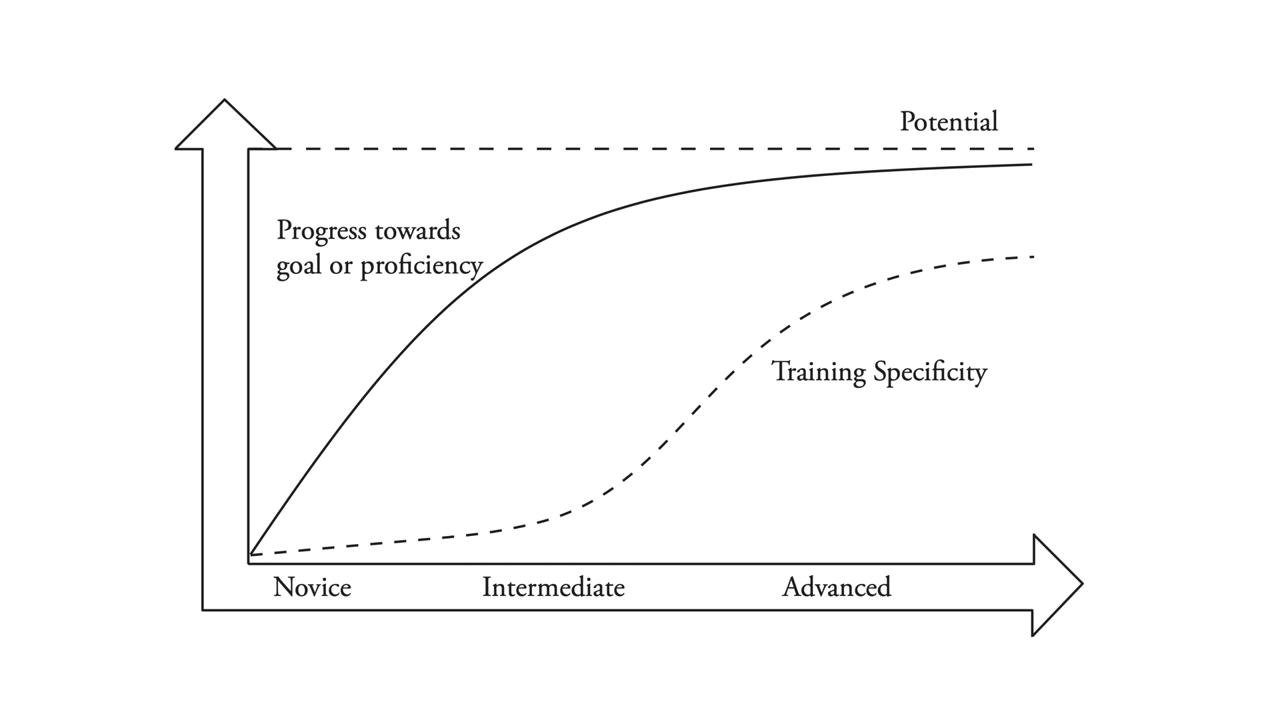 Potential
Progress towards
goal or proficiency
Training Specificity
Novice
Intermediate
Advanced